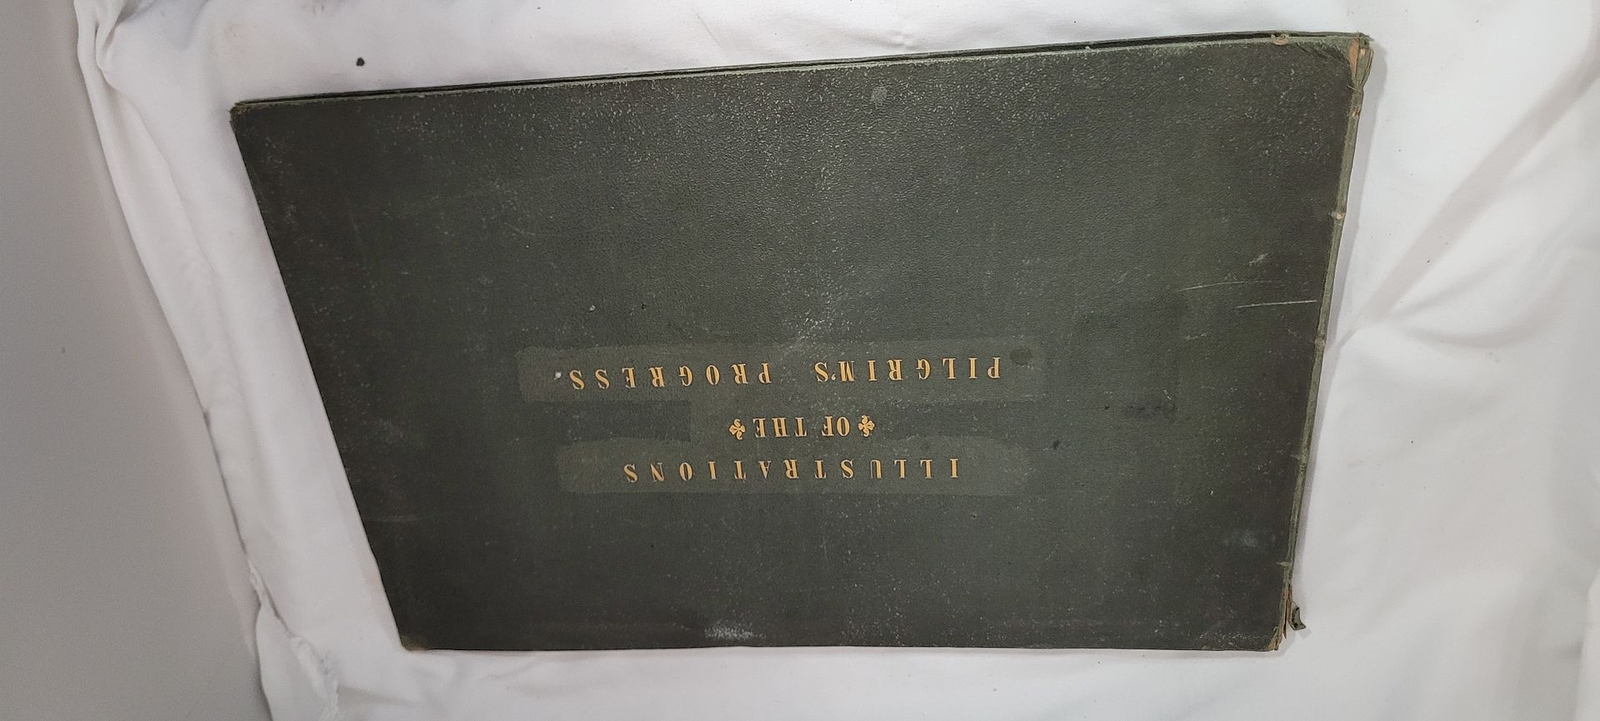 ILLUSTRATIONS
OF THE
PILGRIM'S PROGRESS.